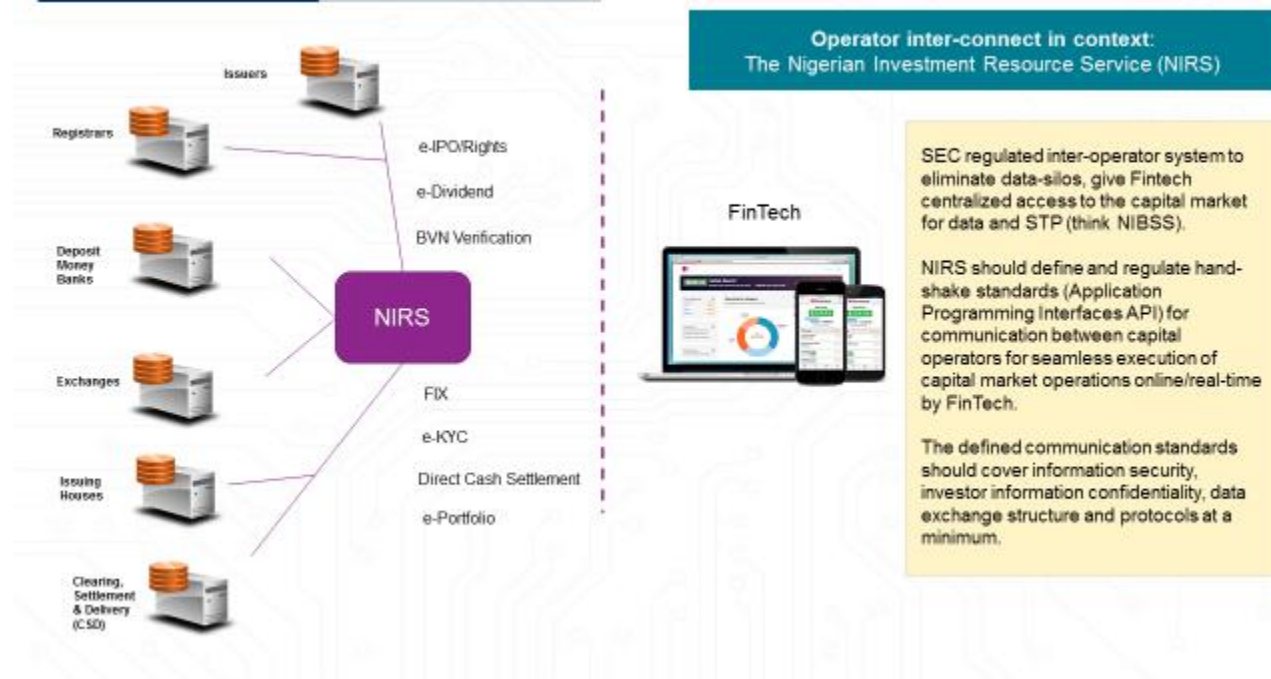 Operator inter-connect in context:
The Nigerian Investment Resource Service (NIRS)
Issuers
Registrars
Deposit
Money
Banks
Exchanges
Issuing
Houses
Clearing,
Settlement
& Delivery
(CSD)
e-IPO/Rights
e-Dividend
BVN Verification
NIRS
FIX
e-KYC
Direct Cash Settlement
e-Portfolio
FinTech
SEC regulated inter-operator system to
eliminate data-silos, give Fintech
centralized access to the capital market
for data and STP (think NIBSS).
NIRS should define and regulate hand-
shake standards (Application
Programming Interfaces API) for
communication between capital
operators for seamless execution of
capital market operations online/real-time
by FinTech.
The defined communication standards
should cover information security,
investor information confidentiality, data
exchange structure and protocols at a
minimum.